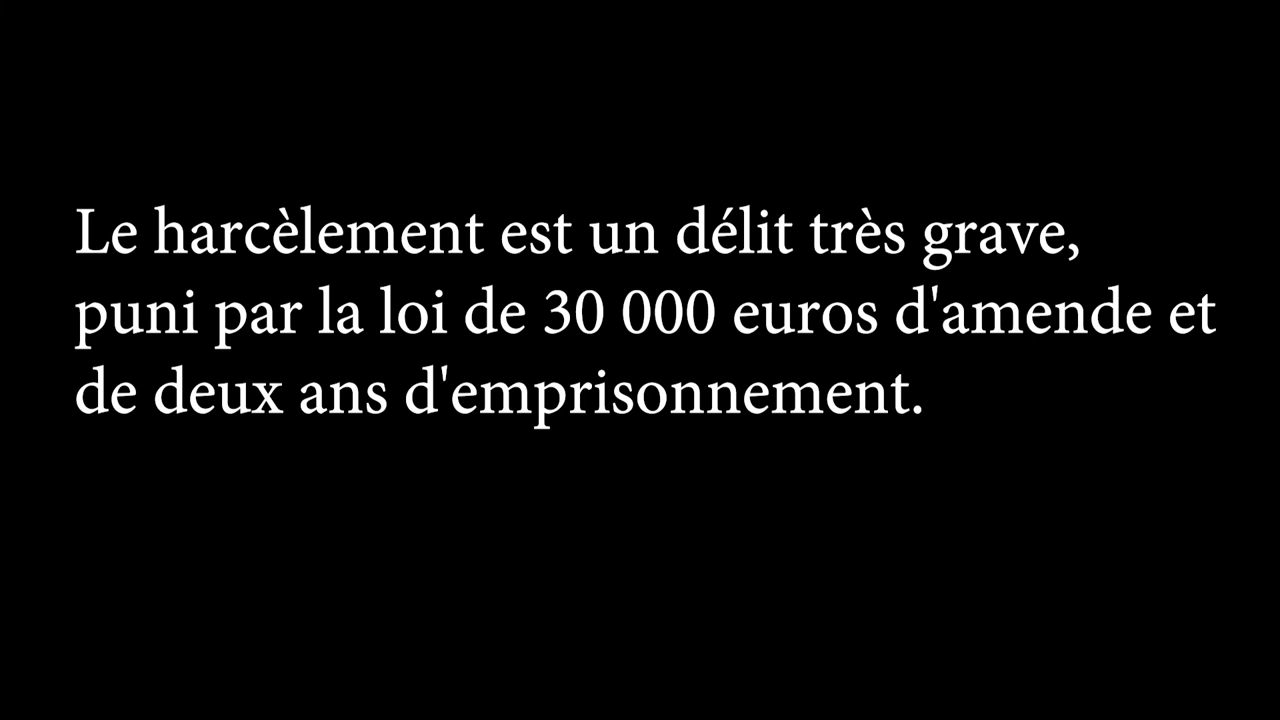 Le harcèlement est un délit très grave,
puni par la loi de 30 000 euros d'amende et
de deux ans d'emprisonnement.